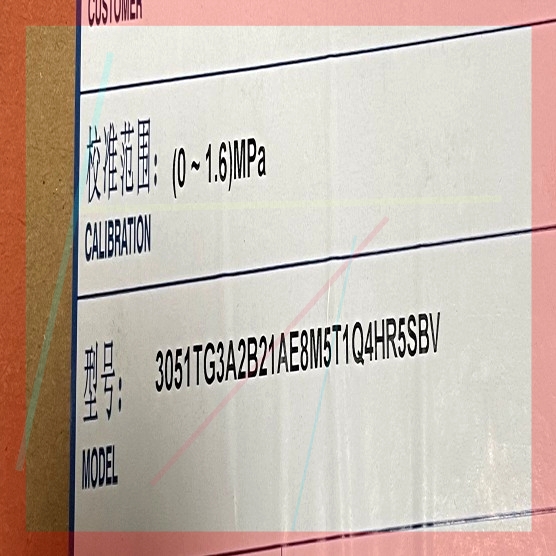 CUSTOMER
校准范围: (0~1.6)MPa
CALIBRATION
型号: 3051TG3A2B21AE8M5T1Q4HR5SBV
MODEL